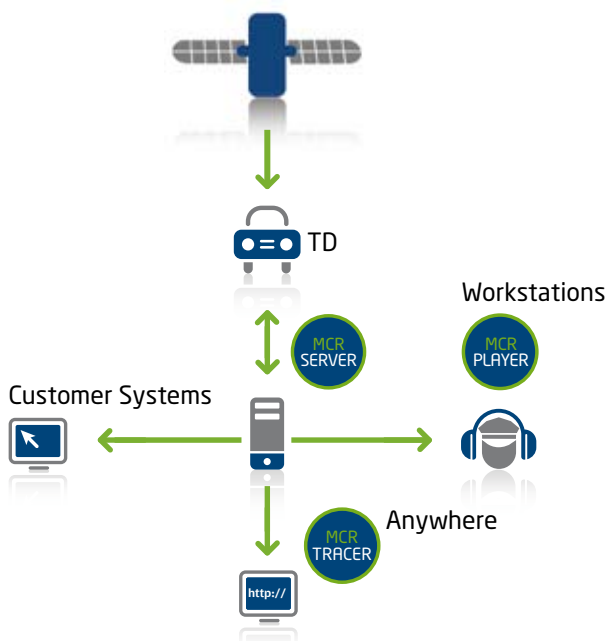 TD
Workstations
MCR
SERVER
MCR
PLAYER
Customer Systems
Anywhere
MCR
TRACER
http://